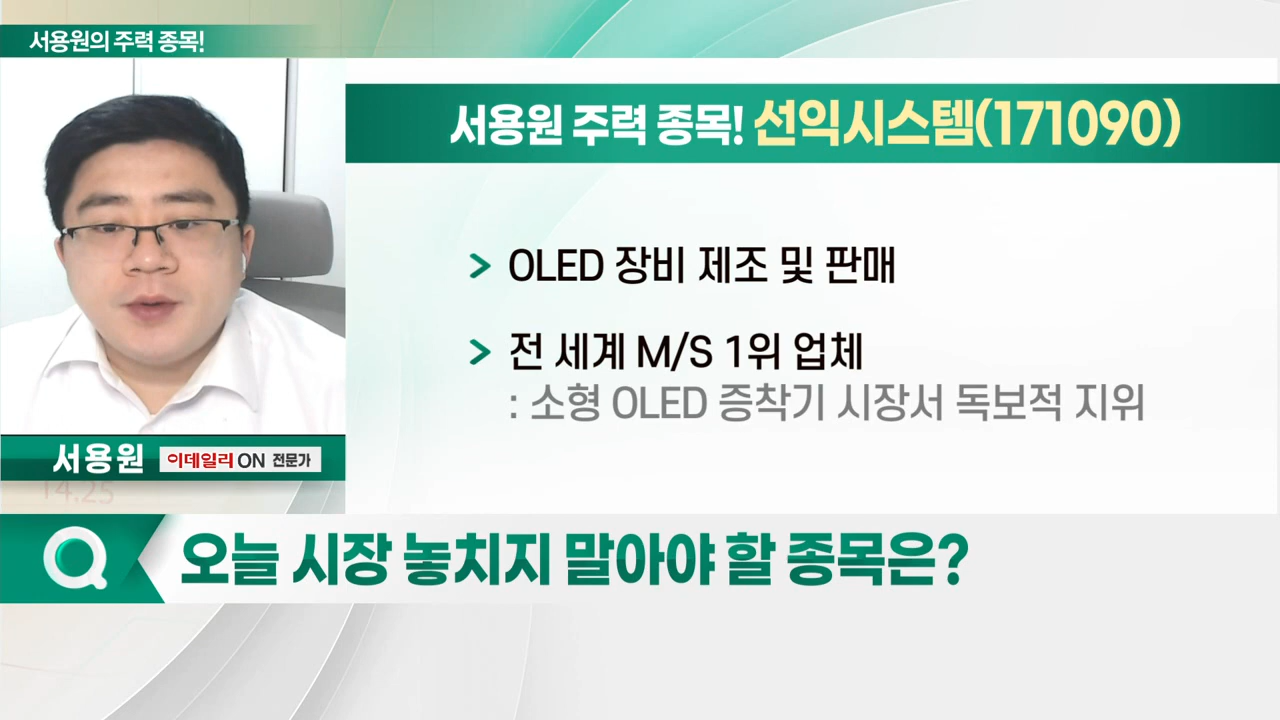 서용원의 주력 종목!
서용원 주력 종목! 선익시스템(171090)
> OLED 장비 제조 및 판매
> 전 세계 M/S 1위 업체
: 소형 OLED 증착기 시장서 독보적 지위
서용원 이데일리 ON 전문가
14.25
Q 오늘 시장 놓치지 말아야 할 종목은?